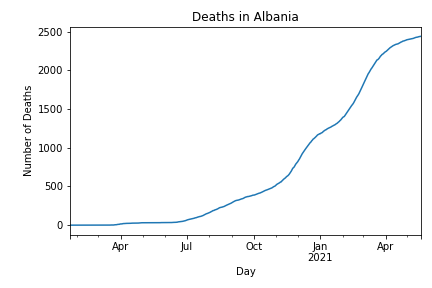 Deaths in Albania
Number of Deaths
2500
2000
1500
1000
500
0
Apr
Jul
Oct
Jan
2021
Apr
Day